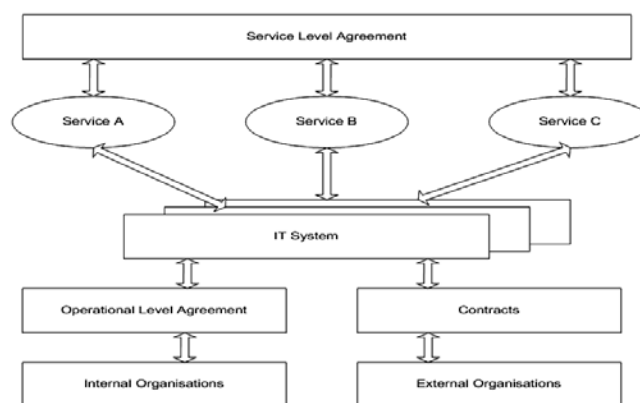 Service Level Agreement
Service A
Service B
Service C
IT System
Operational Level Agreement
Contracts
Internal Organisations
External Organisations